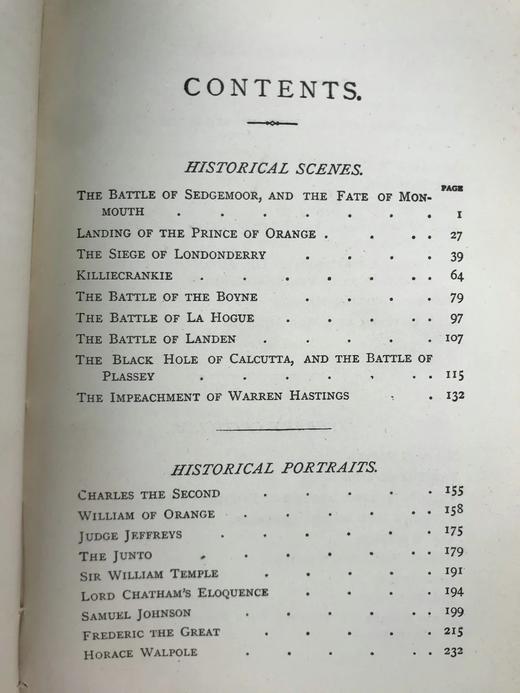 CONTENTS.
HISTORICAL SCENES.
PAGE
THE BATTLE OF SEDGEMOOR, AND THE FATE OF MON-
MOUTH . . . . . . . 1
LANDING OF THE PRINCE OF ORANGE . . . . 27
THE SIEGE OF LONDONDERRY . . . . 39
KILLIECRANKIE . . . . . . . 64
THE BATTLE OF THE BOYNE . . . . . 79
THE BATTLE OF LA HOGUE . . . . . 97
THE BATTLE OF LANDEN . . . . . 107
THE BLACK HOLE OF CALCUTTA, AND THE BATTLE OF
PLASSEY . . . . . . . 115
THE IMPEACHMENT OF WARREN HASTINGS . . 132
HISTORICAL PORTRAITS.
CHARLES THE SECOND . . . . . 155
WILLIAM OF ORANGE . . . . . . 158
JUDGE JEFFREYS . . . . . . 175
THE JUNTO . . . . . . . 179
SIR WILLIAM TEMPLE . . . . . 191
LORD CHATHAM'S ELOQUENCE . . . . 194
SAMUEL JOHNSON . . . . . . 199
FREDERIC THE GREAT . . . . . 215
HORACE WALPOLE . . . . . . 232